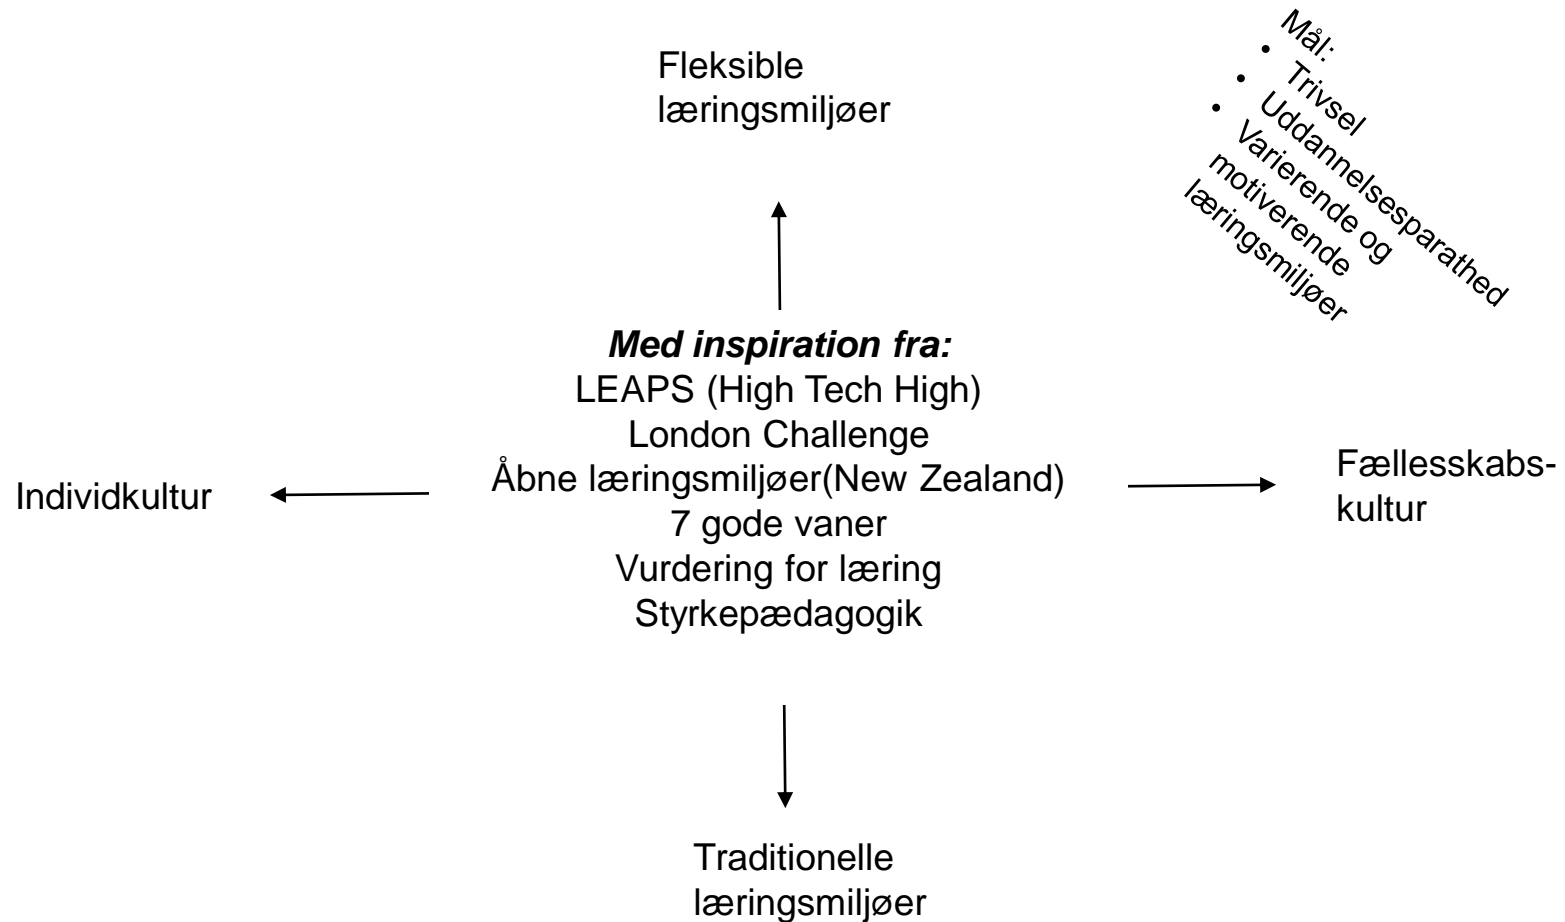 Fleksible
læringsmiljøer
Mål:
• Trivsel
• Uddannelsesparathed
• Varierende og
motiverende
læringsmiljøer
Med inspiration fra:
LEAPS (High Tech High)
London Challenge
Åbne læringsmiljøer(New Zealand)
7 gode vaner
Vurdering for læring
Styrkepædagogik
Individkultur
Fællesskabs-
kultur
Traditionelle
læringsmiljøer